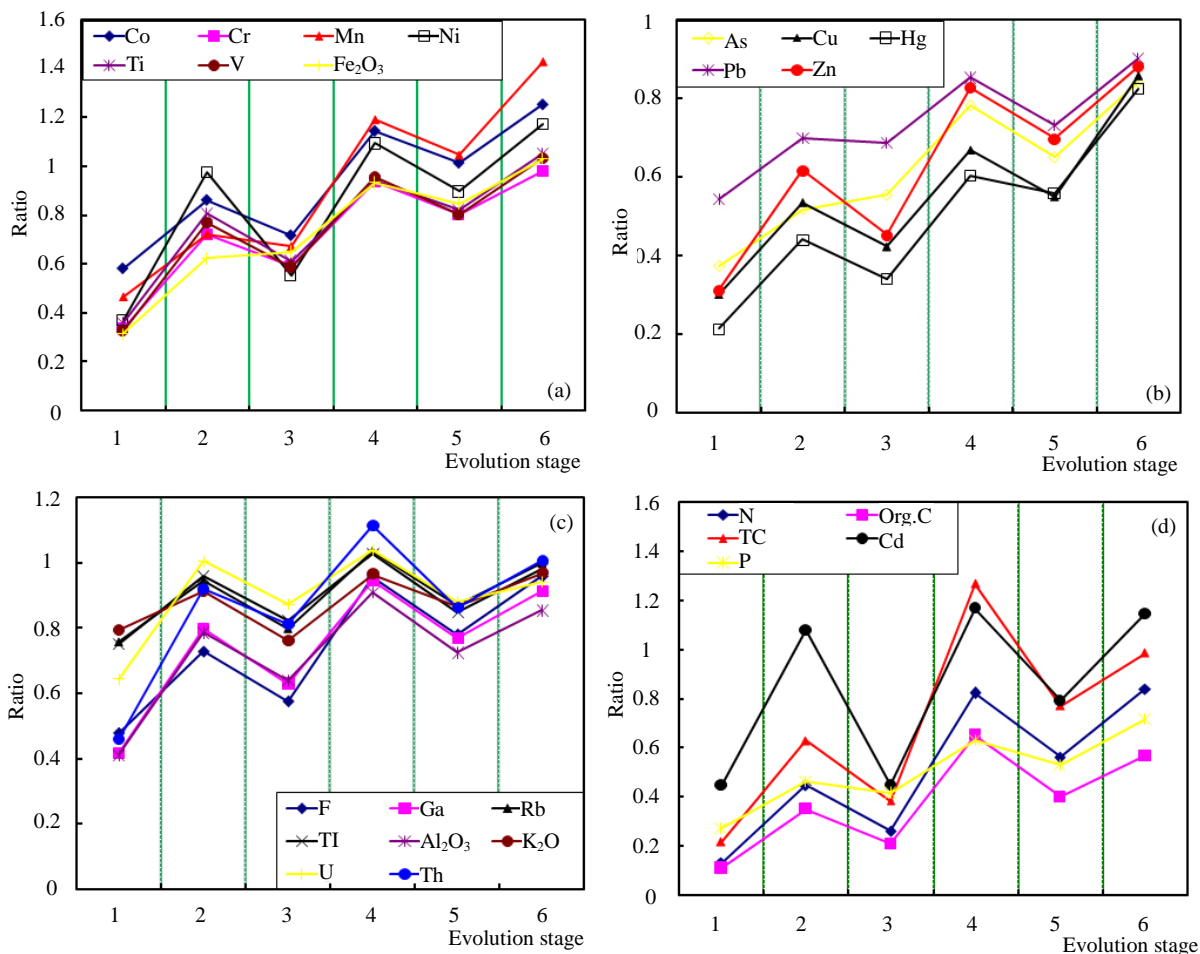 1.6
1.4
1.2
1
0.8
0.6
0.4
0.2
0
Ratio
Co Cr Mn Ni
Ti V Fe₂O₃
(a)
1 2 3 4 5 6
Evolution stage
1
0.8
0.6
0.4
0.2
0
Ratio
As Cu Hg
Pb Zn
(b)
1 2 3 4 5 6
Evolution stage
1.2
1
0.8
0.6
0.4
0.2
0
Ratio
(c)
F Ga Rb
TI Al₂O₃ K₂O
U Th
1 2 3 4 5 6
Evolution stage
1.6
1.4
1.2
1
0.8
0.6
0.4
0.2
0
Ratio
N Org.C
TC Cd
P
(d)
1 2 3 4 5 6
Evolution stage